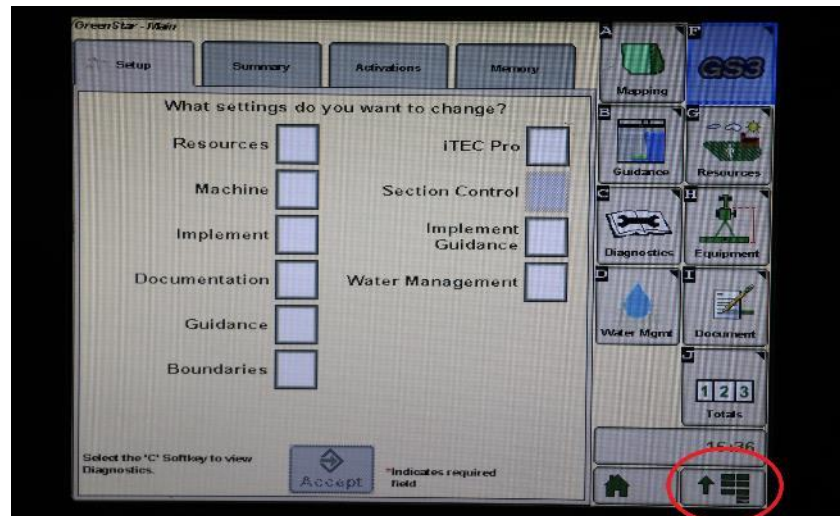 GreenStar - Main
Setup
Summary
Activations
Memory
What settings do you want to change?
Resources
Machine
Implement
Documentation
Guidance
Boundaries
iTEC Pro
Section Control
Implement
Guidance
Water Management
Select the 'C' Softkey to view
Diagnostics.
Accept
*Indicates required
field
A
Mapping
F
GS3
B
Guidance
G
Resources
C
Diagnostics
H
Equipment
D
Water Mgmt
I
Document
J
1 2 3
Totals
16:36